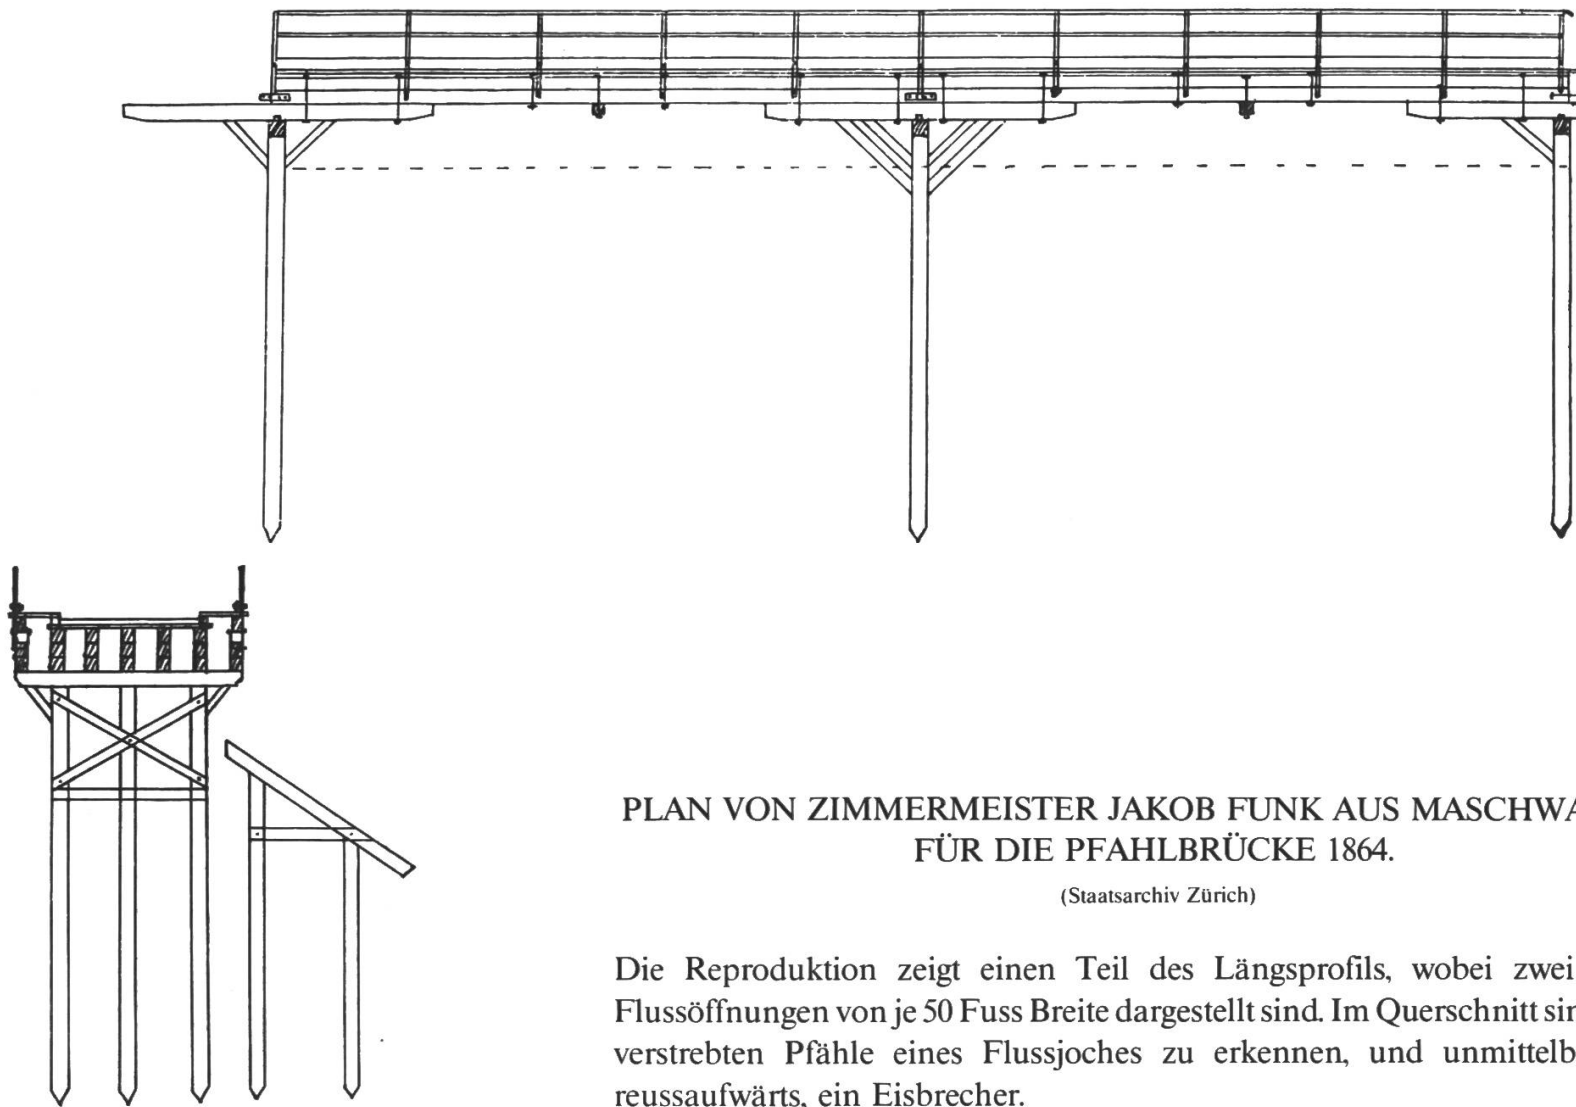 PLAN VON ZIMMERMEISTER JAKOB FUNK AUS MASCHWA
FÜR DIE PFAHLBRÜCKE 1864.
(Staatsarchiv Zürich)
Die Reproduktion zeigt einen Teil des Längsprofils, wobei zwei
Flussöffnungen von je 50 Fuss Breite dargestellt sind. Im Querschnitt sin
verstrebten Pfähle eines Flussjoches zu erkennen, und unmittelb
reussaufwärts, ein Eisbrecher.